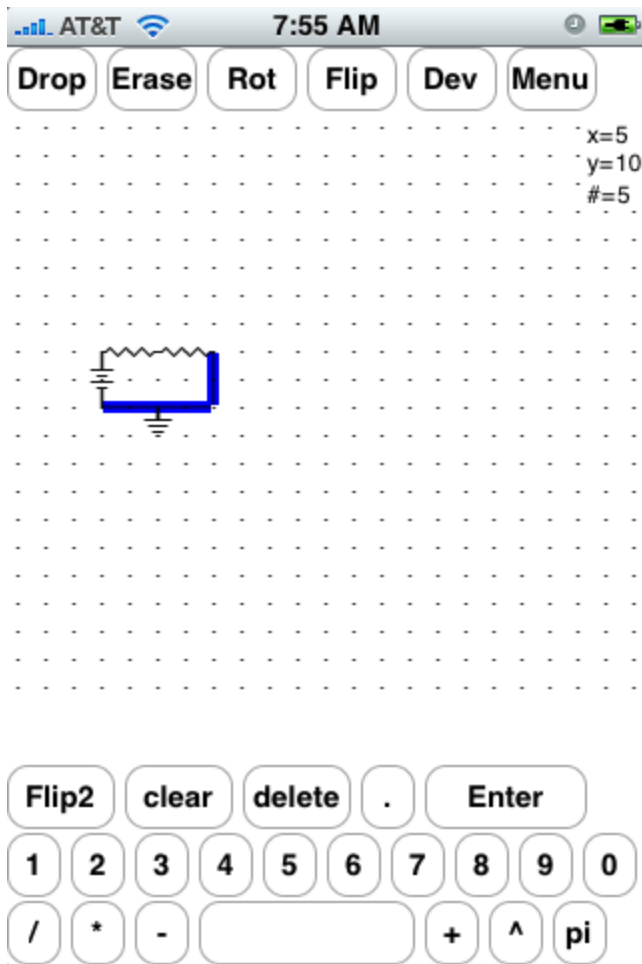 AT&T 7:55 AM
Drop Erase Rot Flip Dev Menu
x=5
y=10
#=5
Flip2 clear delete . Enter
1 2 3 4 5 6 7 8 9 0
/ * - + ^ pi